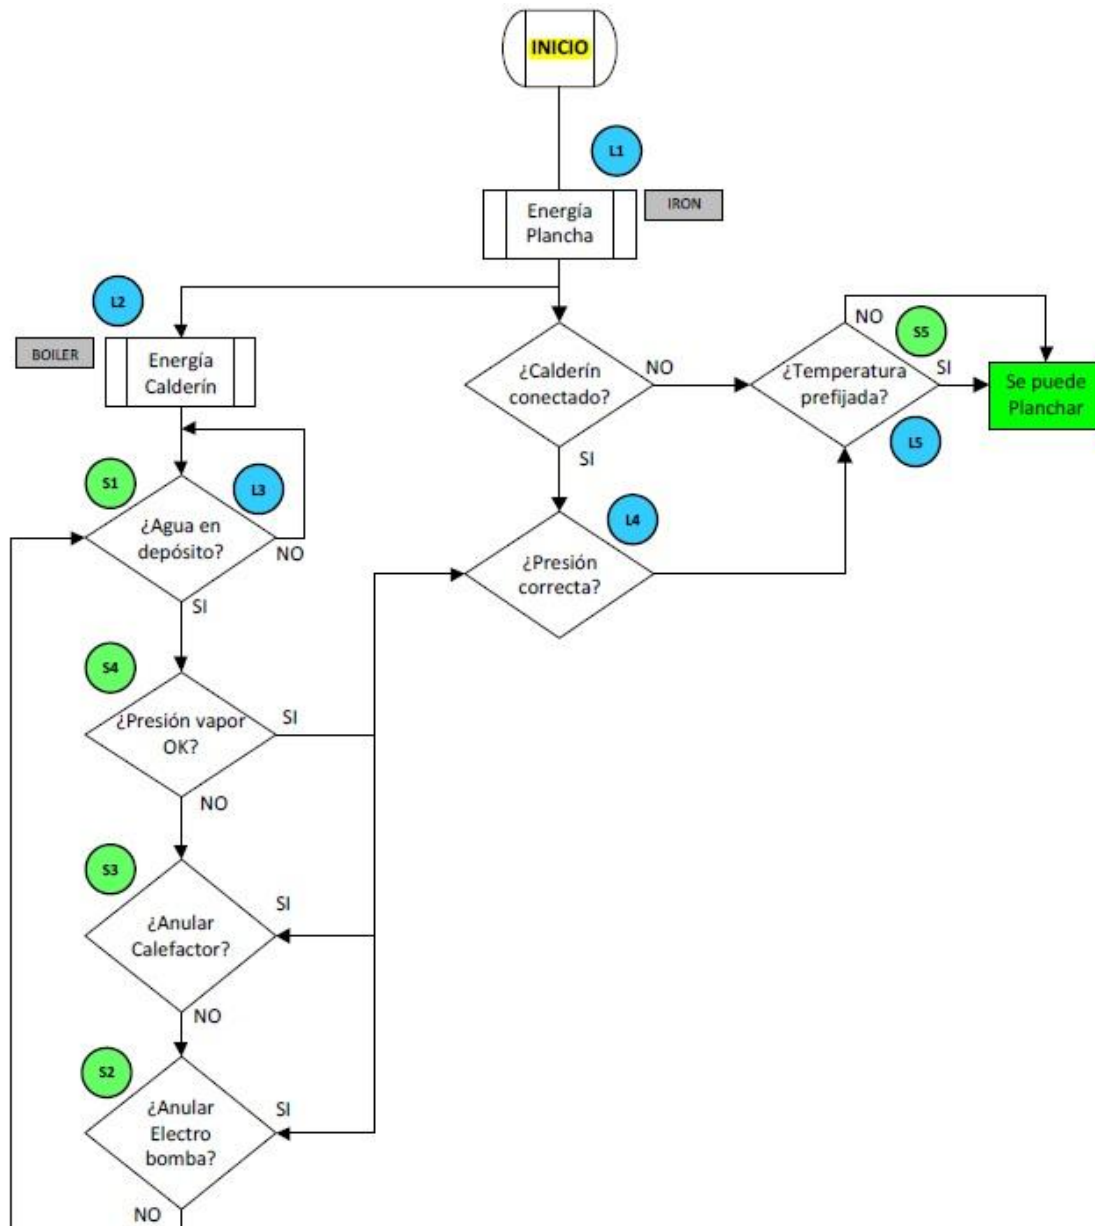 INICIO
L1
Energía
Plancha
IRON
L2
BOILER
Energía
Calderín
¿Calderín
conectado?
NO
SI
¿Temperatura
prefijada?
NO
S5
SI
L5
Se puede
Planchar
S1
L3
¿Agua en
depósito?
NO
SI
L4
¿Presión
correcta?
S4
¿Presión vapor
OK?
SI
NO
S3
¿Anular
Calefactor?
SI
NO
S2
¿Anular
Electro
bomba?
SI
NO